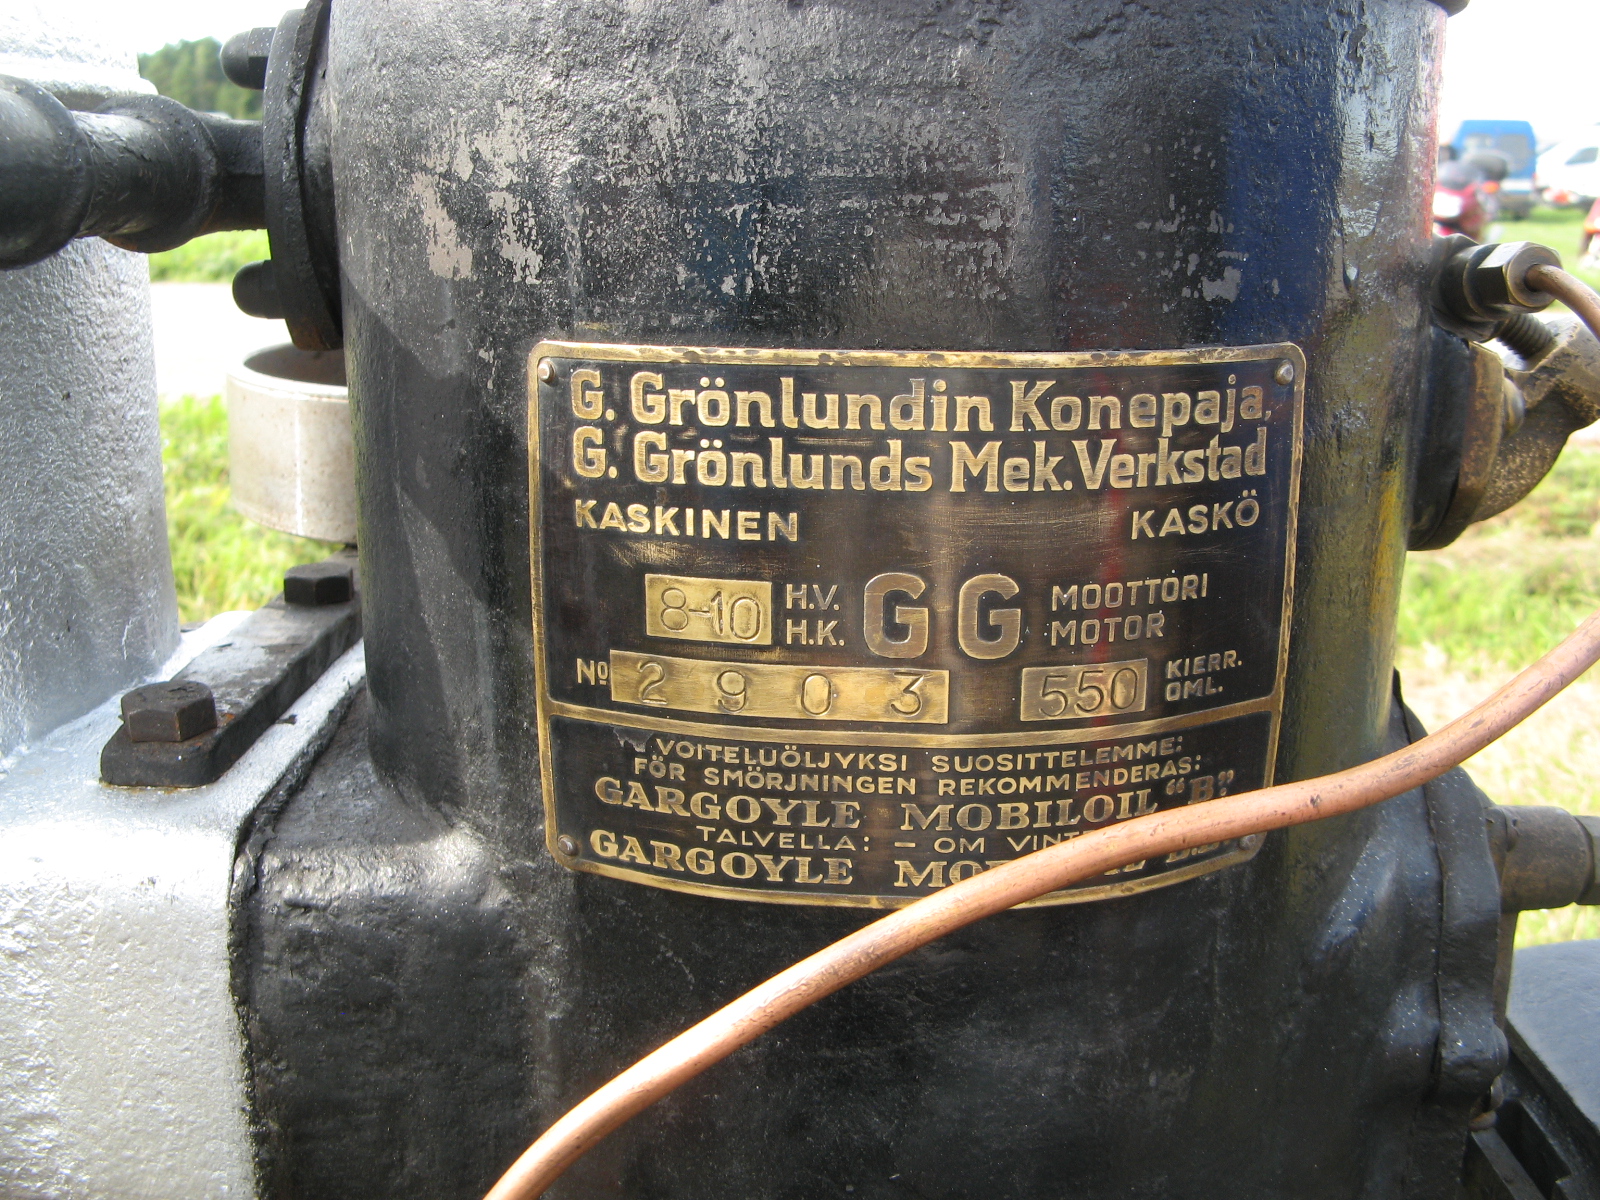 G. Grönlundin Konepaja,
G. Grönlunds Mek. Verkstad
KASKINEN KASKÖ
8-10 H.V. H.K. GG MOOTTORI MOTOR
No 2903 550 KIERR. OML.
VOITELUÖLJYKSI SUOSITTELEMME:
FÖR SMÖRJNINGEN REKOMMENDERAS:
GARGOYLE MOBILOIL "B"
TALVELLA: – OM
GARGOYLE